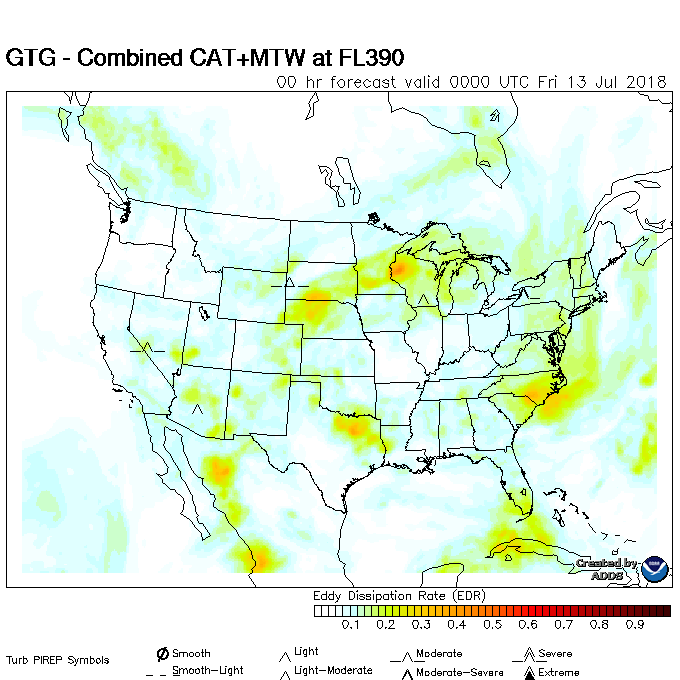 GTG - Combined CAT+MTW at FL390
00 hr forecast valid 0000 UTC Fri 13 Jul 2018
Created by
ADDS
Eddy Dissipation Rate (EDR)
0.1 0.2 0.3 0.4 0.5 0.6 0.7 0.8 0.9
Turb PIREP Symbols
Smooth Light Moderate Severe
Smooth-Light Light-Moderate Moderate-Severe Extreme